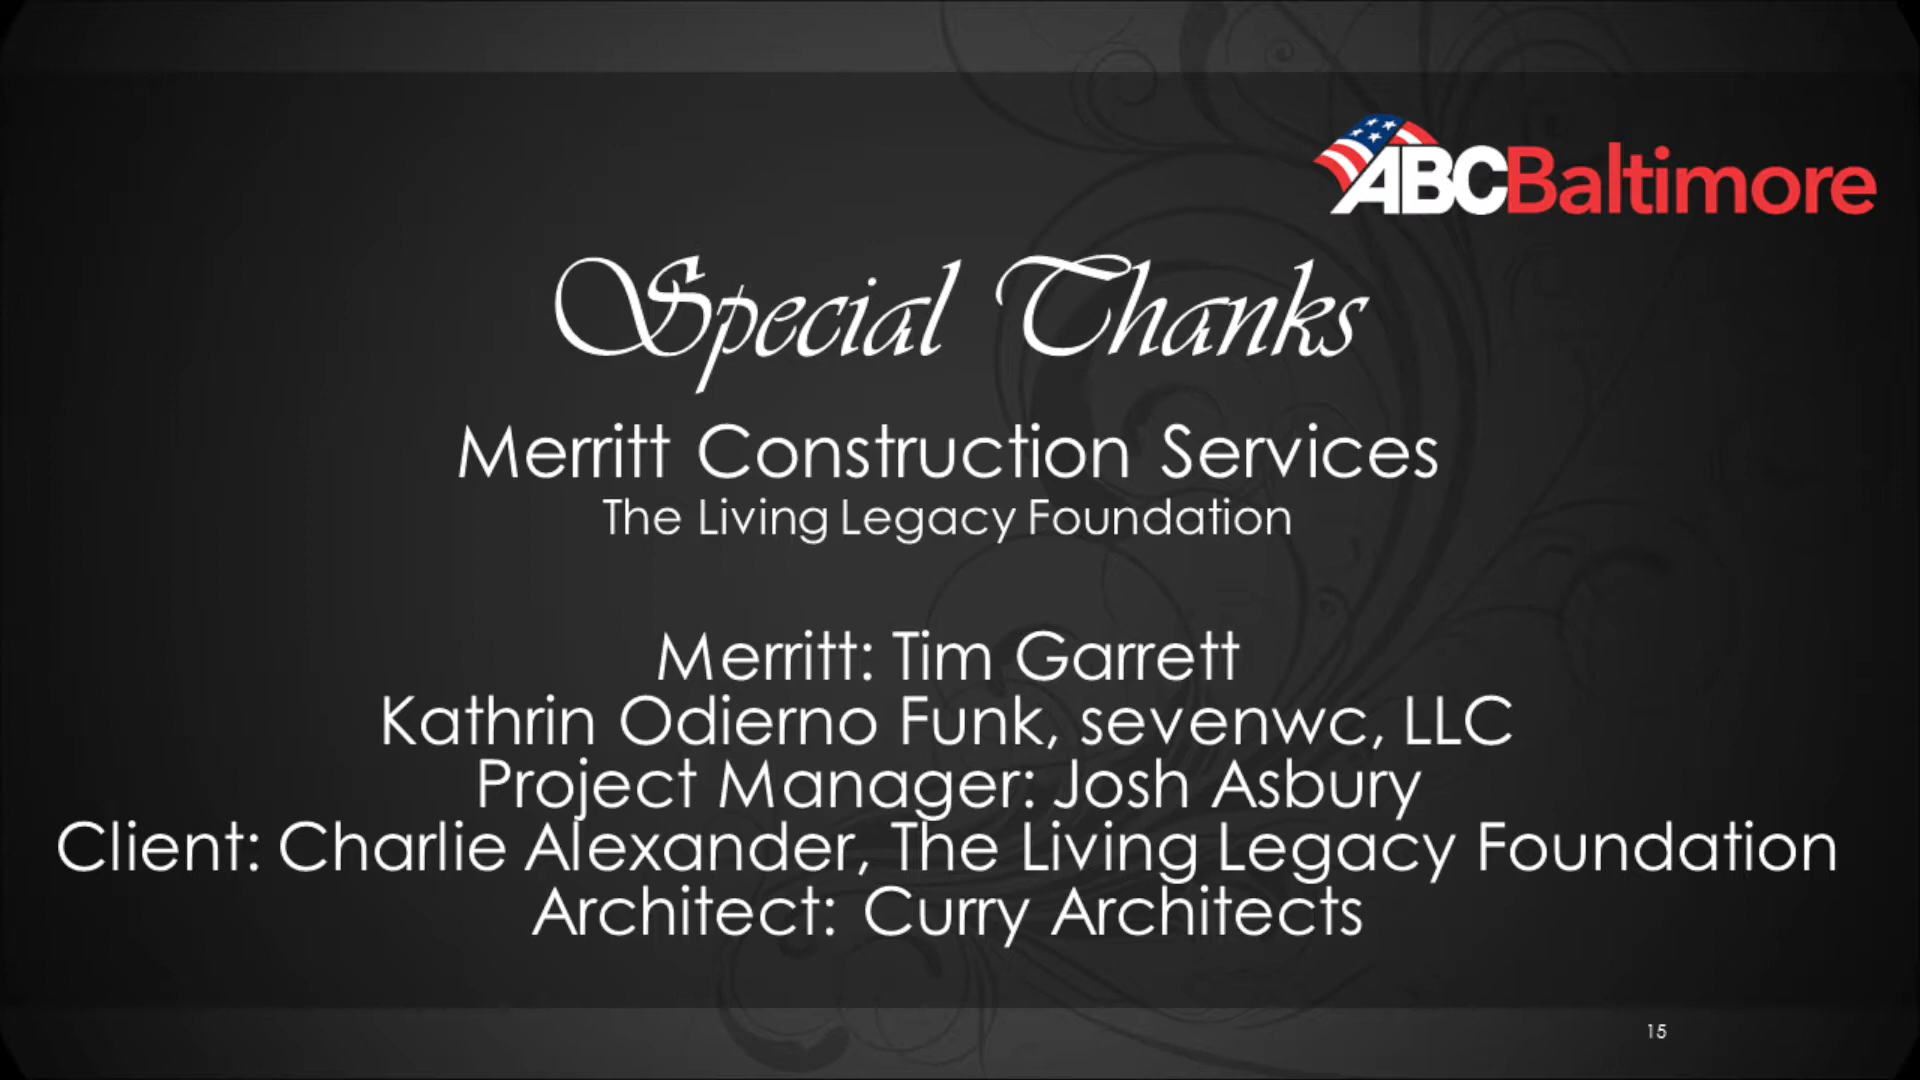 ABCBaltimore
Special Thanks
Merritt Construction Services
The Living Legacy Foundation
Merritt: Tim Garrett
Kathrin Odierno Funk, sevenwc, LLC
Project Manager: Josh Asbury
Client: Charlie Alexander, The Living Legacy Foundation
Architect: Curry Architects
15